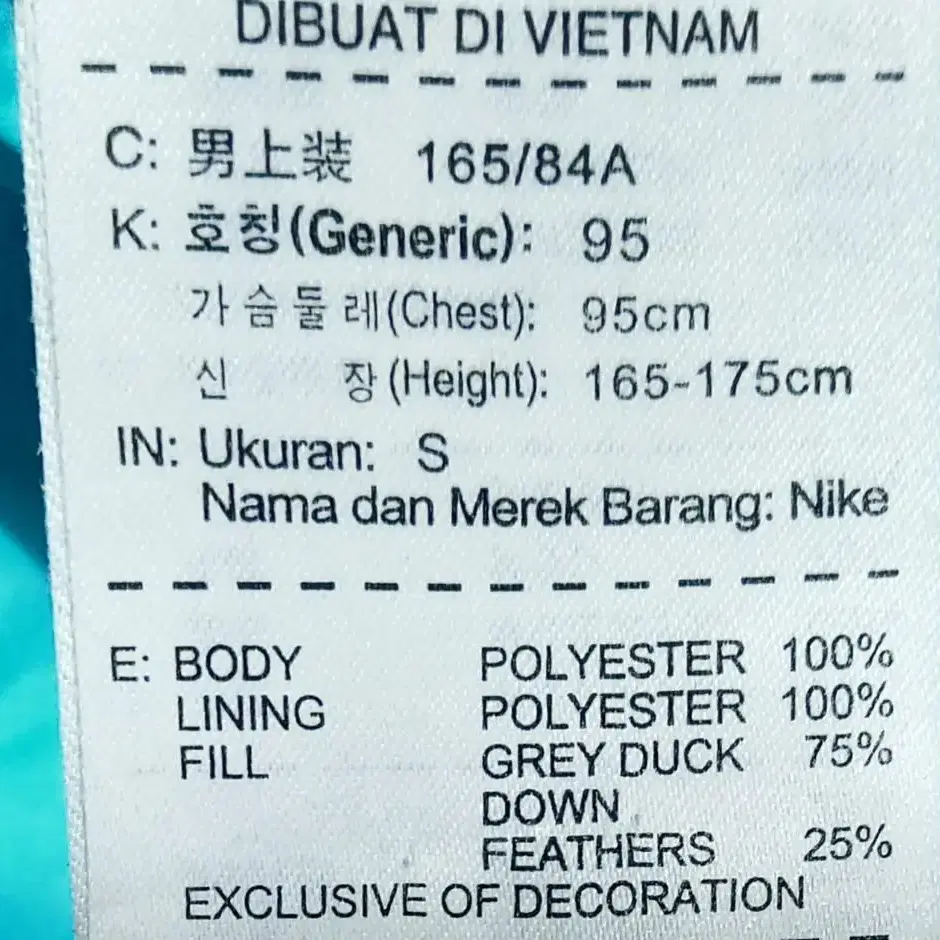 DIBUAT DI VIETNAM
C: 男上装 165/84A
K: 호칭(Generic): 95
가슴둘레(Chest): 95cm
신 장(Height): 165-175cm
IN: Ukuran: S
Nama dan Merek Barang: Nike
E: BODY POLYESTER 100%
LINING POLYESTER 100%
FILL GREY DUCK 75%
DOWN
FEATHERS 25%
EXCLUSIVE OF DECORATION